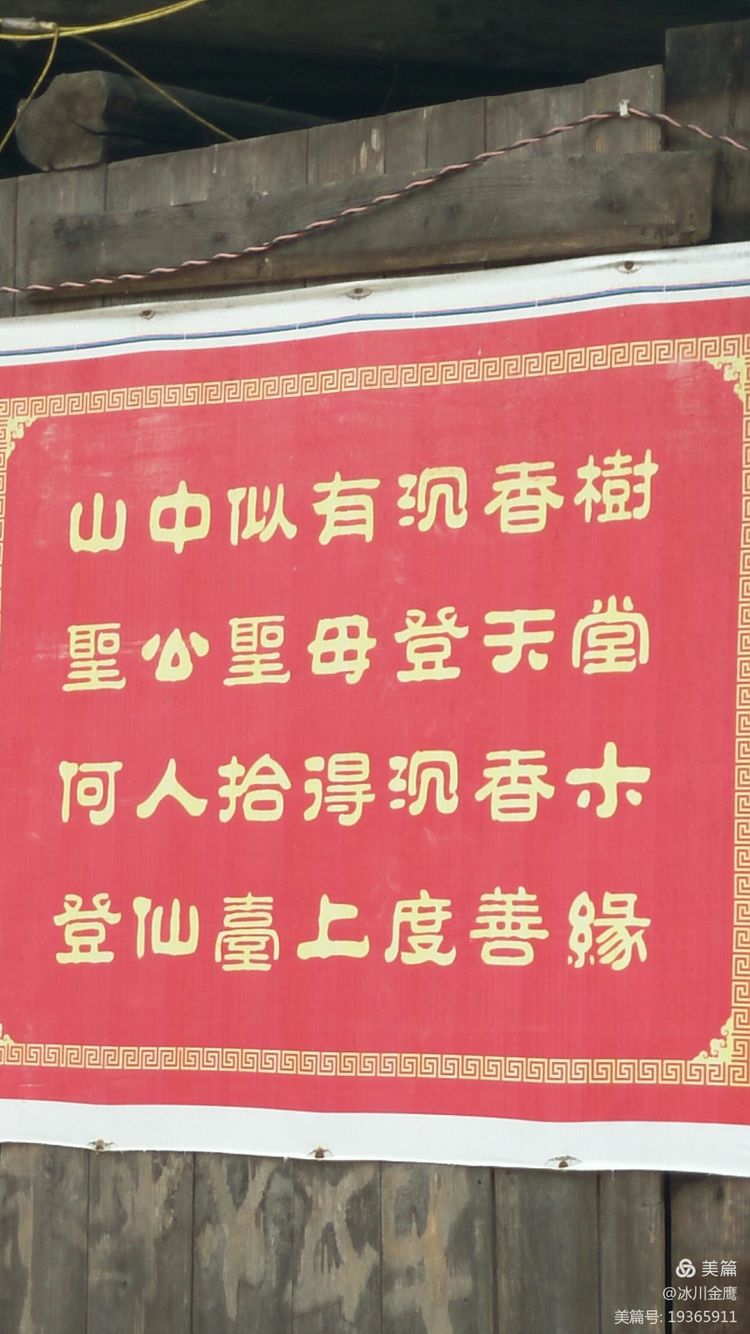 山中似有沉香樹
聖公聖母登天堂
何人拾得沉香木
登仙臺上度善緣
美篇
@冰川金鹰
美篇号: 19365911